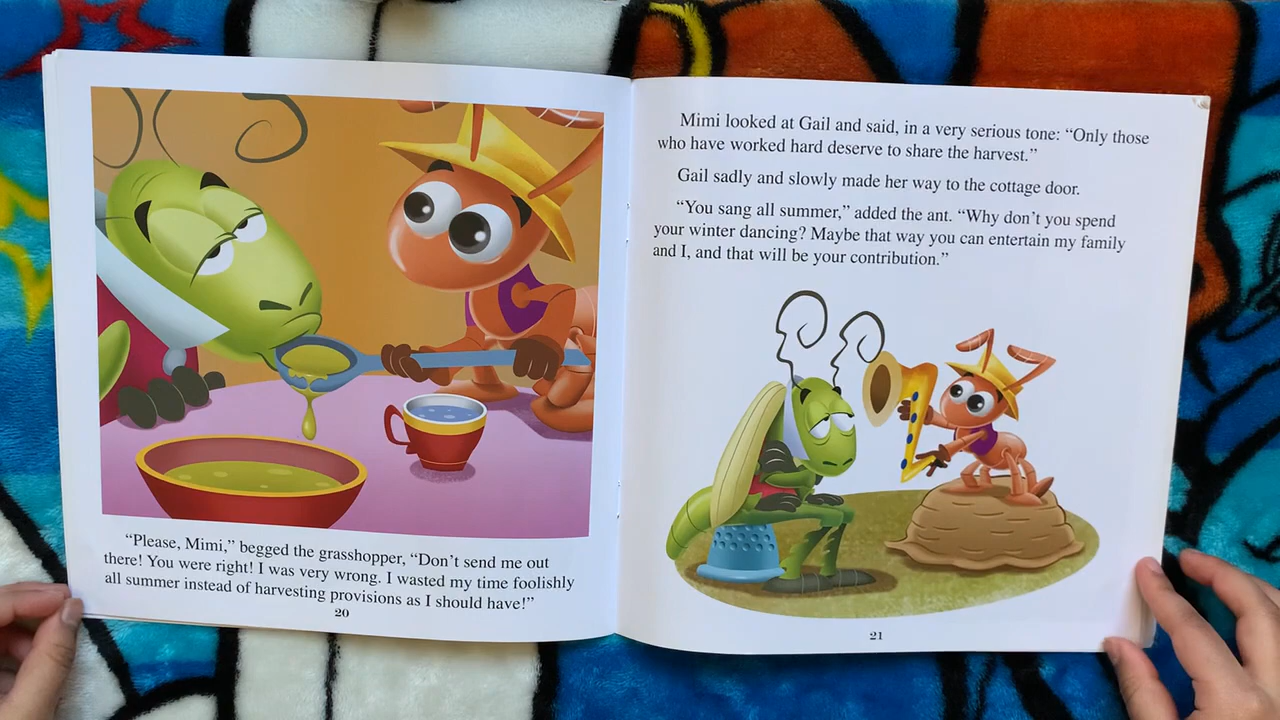 “Please, Mimi,” begged the grasshopper, “Don’t send me out
there! You were right! I was very wrong. I wasted my time foolishly
all summer instead of harvesting provisions as I should have!”
20
Mimi looked at Gail and said, in a very serious tone: “Only those
who have worked hard deserve to share the harvest.”
Gail sadly and slowly made her way to the cottage door.
“You sang all summer,” added the ant. “Why don’t you spend
your winter dancing? Maybe that way you can entertain my family
and I, and that will be your contribution.”
21